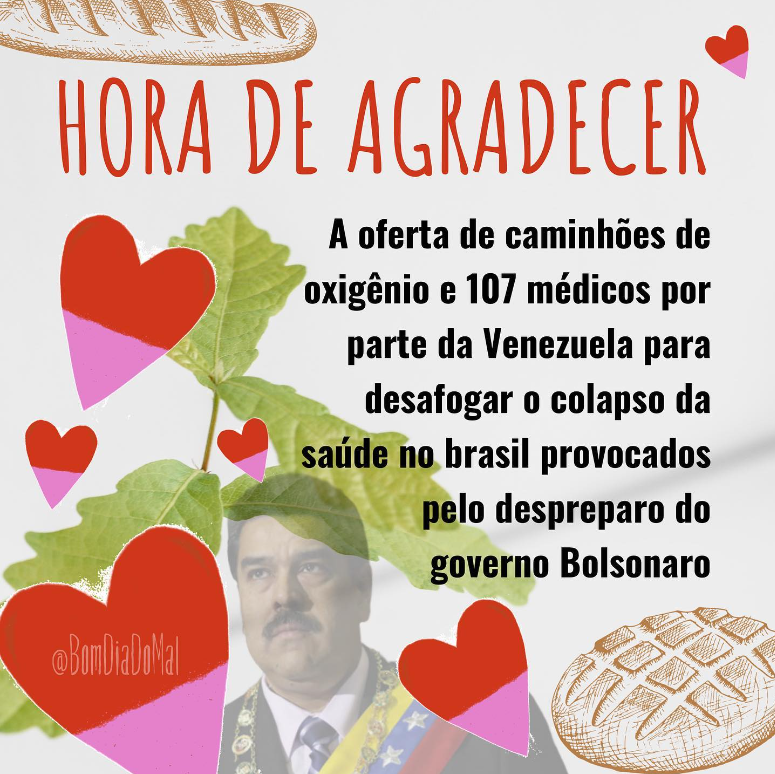 HORA DE AGRADECER
A oferta de caminhões de
oxigênio e 107 médicos por
parte da Venezuela para
desafogar o colapso da
saúde no brasil provocados
pelo despreparo do
governo Bolsonaro
@BomDiaDoMal